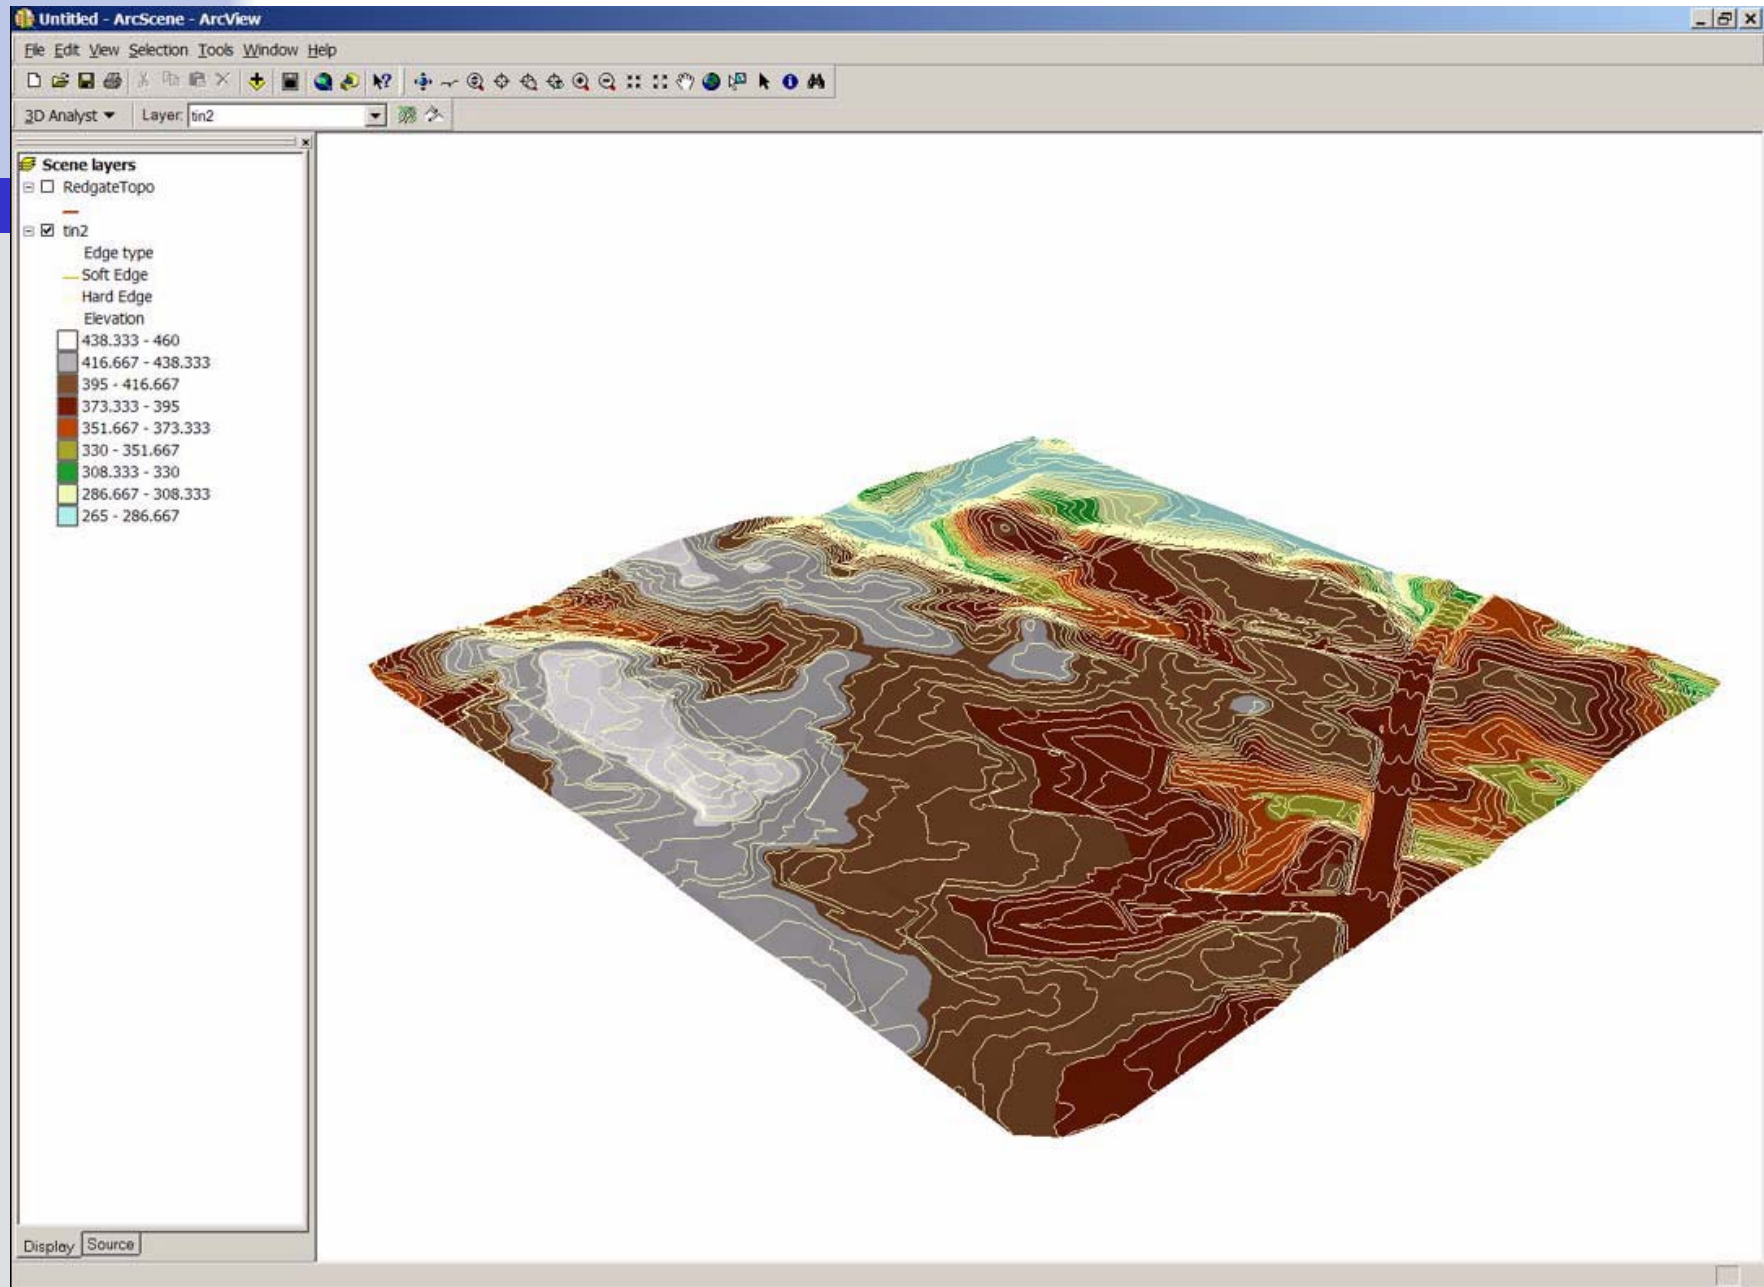 Untitled - ArcScene - ArcView
File Edit View Selection Tools Window Help
3D Analyst Layer: tin2
Scene layers
RedgateTopo
tin2
Edge type
Soft Edge
Hard Edge
Elevation
438.333 - 460
416.667 - 438.333
395 - 416.667
373.333 - 395
351.667 - 373.333
330 - 351.667
308.333 - 330
286.667 - 308.333
265 - 286.667
Display Source